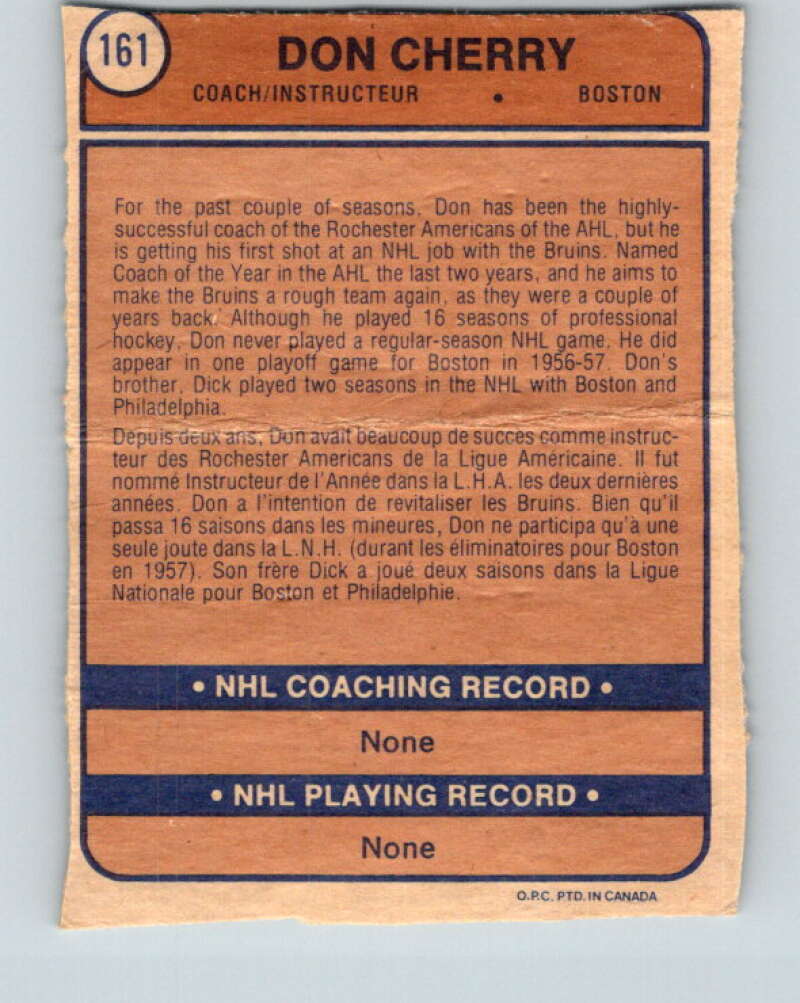 161
DON CHERRY
COACH/INSTRUCTEUR • BOSTON
For the past couple of seasons, Don has been the highly-
successful coach of the Rochester Americans of the AHL, but he
is getting his first shot at an NHL job with the Bruins. Named
Coach of the Year in the AHL the last two years, and he aims to
make the Bruins a rough team again, as they were a couple of
years back. Although he played 16 seasons of professional
hockey, Don never played a regular-season NHL game. He did
appear in one playoff game for Boston in 1956-57. Don's
brother, Dick played two seasons in the NHL with Boston and
Philadelphia.
Depuis deux ans, Don avait beaucoup de succes comme instruc-
teur des Rochester Americans de la Ligue Américaine. Il fut
nommé Instructeur de l'Année dans la L.H.A. les deux dernières
années. Don a l'intention de revitaliser les Bruins. Bien qu'il
passa 16 saisons dans les mineures, Don ne participa qu'à une
seule joute dans la L.N.H. (durant les éliminatoires pour Boston
en 1957). Son frère Dick a joué deux saisons dans la Ligue
Nationale pour Boston et Philadelphie.
• NHL COACHING RECORD •
None
• NHL PLAYING RECORD •
None
O.P.C. PTD. IN CANADA